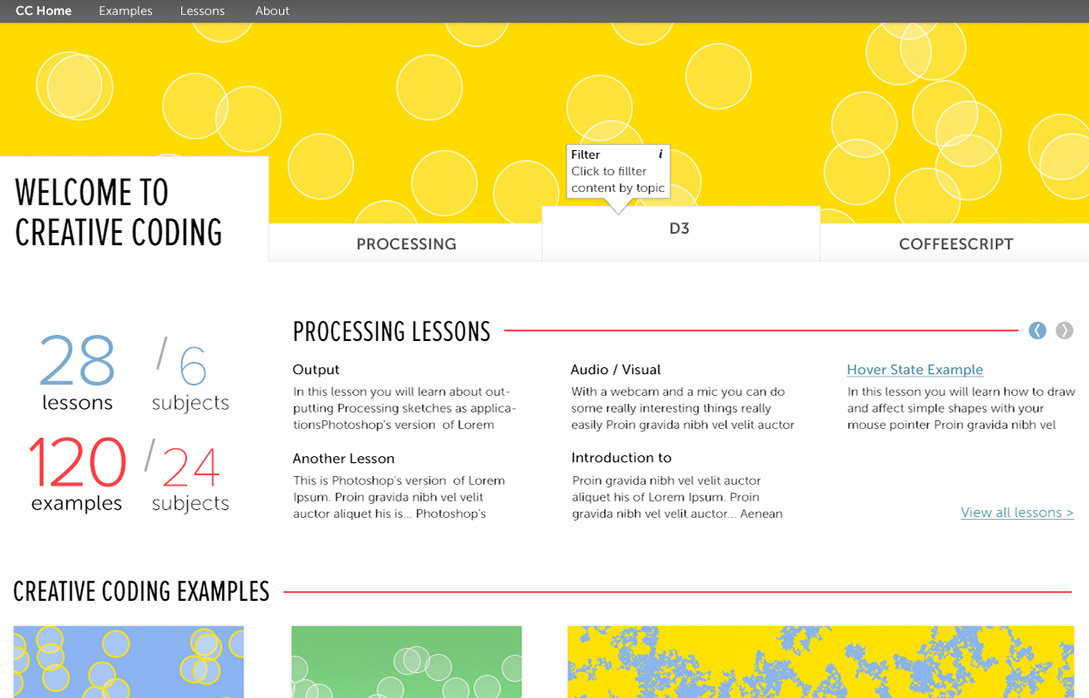 CC Home Examples Lessons About
Filter i
Click to fillter
content by topic
WELCOME TO
CREATIVE CODING
PROCESSING D3 COFFEESCRIPT
28 / 6
lessons subjects
120 / 24
examples subjects
PROCESSING LESSONS
Output
In this lesson you will learn about out-
putting Processing sketches as applica-
tionsPhotoshop's version of Lorem
Audio / Visual
With a webcam and a mic you can do
some really interesting things really
easily Proin gravida nibh vel velit auctor
Hover State Example
In this lesson you will learn how to draw
and affect simple shapes with your
mouse pointer Proin gravida nibh vel
Another Lesson
This is Photoshop's version of Lorem
Ipsum. Proin gravida nibh vel velit
auctor aliquet his is... Photoshop's
Introduction to
Proin gravida nibh vel velit auctor
aliquet his of Lorem Ipsum. Proin
gravida nibh vel velit auctor... Aenean
View all lessons >
CREATIVE CODING EXAMPLES